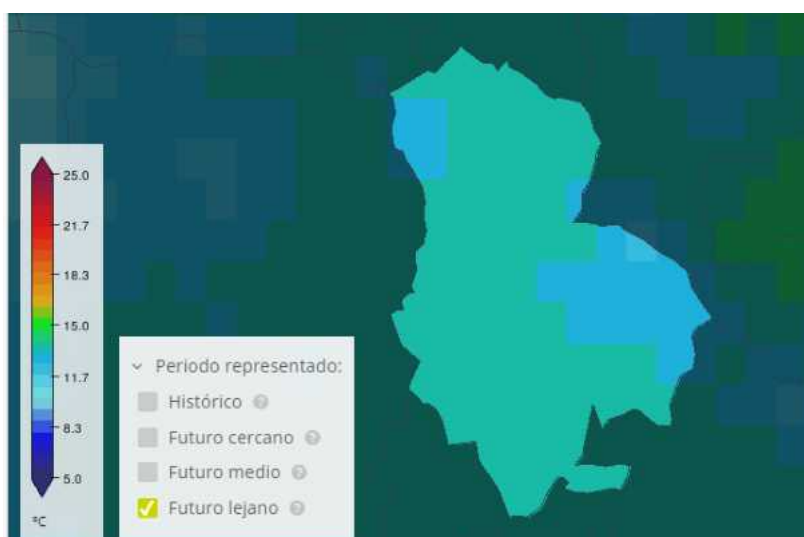 25.0
21.7
18.3
15.0
11.7
8.3
5.0
ºC
Periodo representado:
Histórico
Futuro cercano
Futuro medio
Futuro lejano